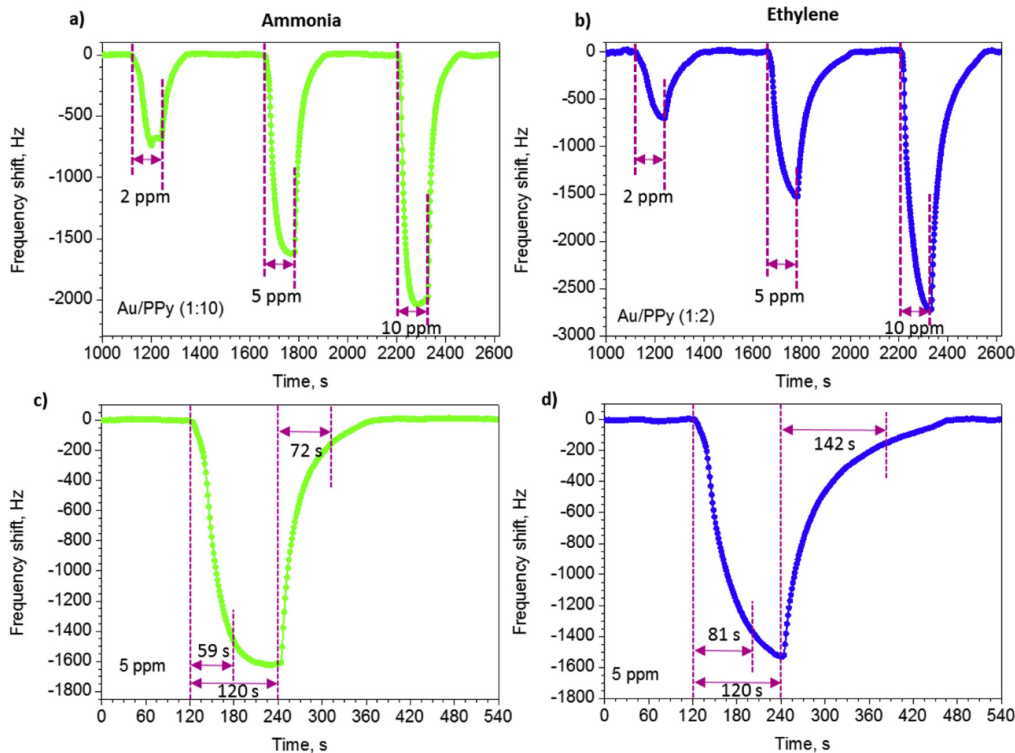 a)
Ammonia
0
-500
-1000
-1500
-2000
Frequency shift, Hz
2 ppm
5 ppm
10 ppm
Au/PPy (1:10)
1000 1200 1400 1600 1800 2000 2200 2400 2600
Time, s
b)
Ethylene
0
-500
-1000
-1500
-2000
-2500
-3000
Frequency shift, Hz
2 ppm
5 ppm
10 ppm
Au/PPy (1:2)
1000 1200 1400 1600 1800 2000 2200 2400 2600
Time, s
c)
0
-200
-400
-600
-800
-1000
-1200
-1400
-1600
-1800
Frequency shift, Hz
72 s
59 s
120 s
5 ppm
0 60 120 180 240 300 360 420 480 540
Time, s
d)
0
-200
-400
-600
-800
-1000
-1200
-1400
-1600
-1800
Frequency shift, Hz
142 s
81 s
120 s
5 ppm
0 60 120 180 240 300 360 420 480 540
Time, s